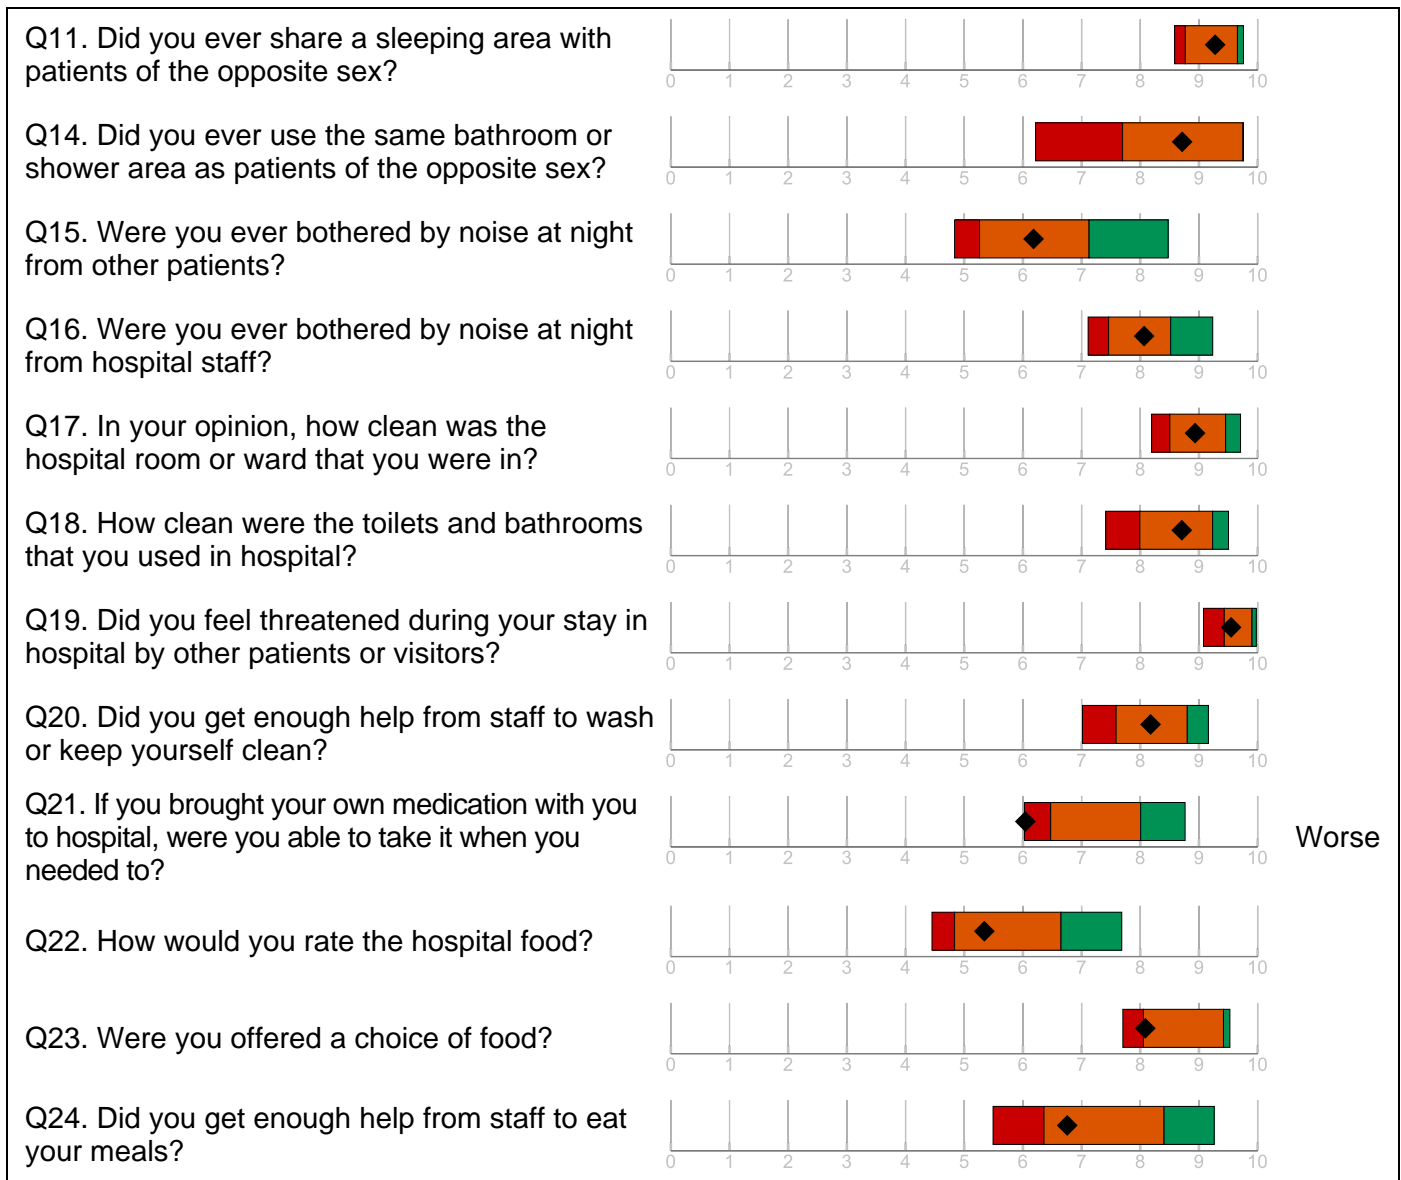 Q11. Did you ever share a sleeping area with
patients of the opposite sex?
0 1 2 3 4 5 6 7 8 9 10
Q14. Did you ever use the same bathroom or
shower area as patients of the opposite sex?
0 1 2 3 4 5 6 7 8 9 10
Q15. Were you ever bothered by noise at night
from other patients?
0 1 2 3 4 5 6 7 8 9 10
Q16. Were you ever bothered by noise at night
from hospital staff?
0 1 2 3 4 5 6 7 8 9 10
Q17. In your opinion, how clean was the
hospital room or ward that you were in?
0 1 2 3 4 5 6 7 8 9 10
Q18. How clean were the toilets and bathrooms
that you used in hospital?
0 1 2 3 4 5 6 7 8 9 10
Q19. Did you feel threatened during your stay in
hospital by other patients or visitors?
0 1 2 3 4 5 6 7 8 9 10
Q20. Did you get enough help from staff to wash
or keep yourself clean?
0 1 2 3 4 5 6 7 8 9 10
Q21. If you brought your own medication with you
to hospital, were you able to take it when you
needed to?
0 1 2 3 4 5 6 7 8 9 10
Worse
Q22. How would you rate the hospital food?
0 1 2 3 4 5 6 7 8 9 10
Q23. Were you offered a choice of food?
0 1 2 3 4 5 6 7 8 9 10
Q24. Did you get enough help from staff to eat
your meals?
0 1 2 3 4 5 6 7 8 9 10